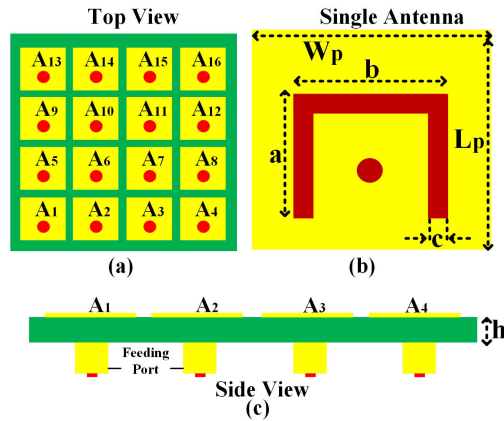 Top View
A13 A14 A15 A16
A9 A10 A11 A12
A5 A6 A7 A8
A1 A2 A3 A4
(a)
Single Antenna
Wp
b
a
Lp
c
(b)
A1 A2 A3 A4
h
Feeding
Port
Side View
(c)